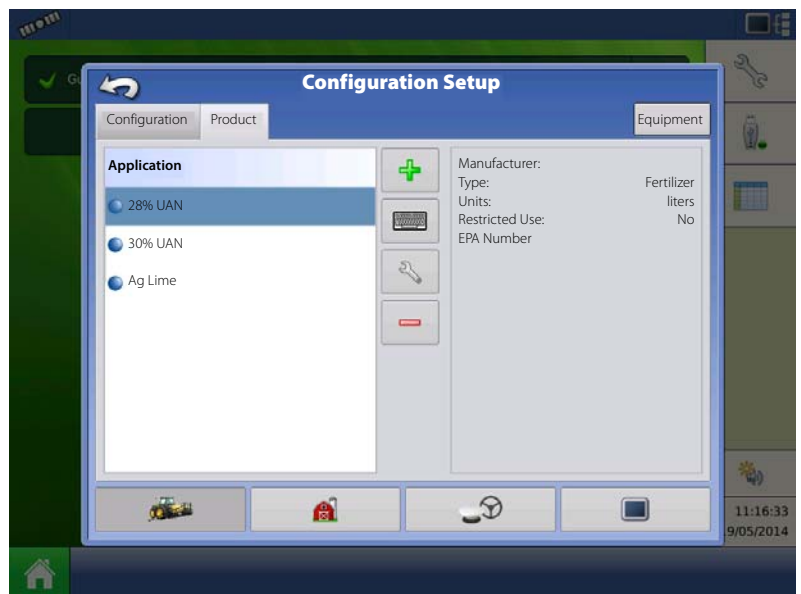 Configuration Setup
Configuration Product Equipment
Application
28% UAN
30% UAN
Ag Lime
Manufacturer:
Type: Fertilizer
Units: liters
Restricted Use: No
EPA Number
11:16:33
9/05/2014